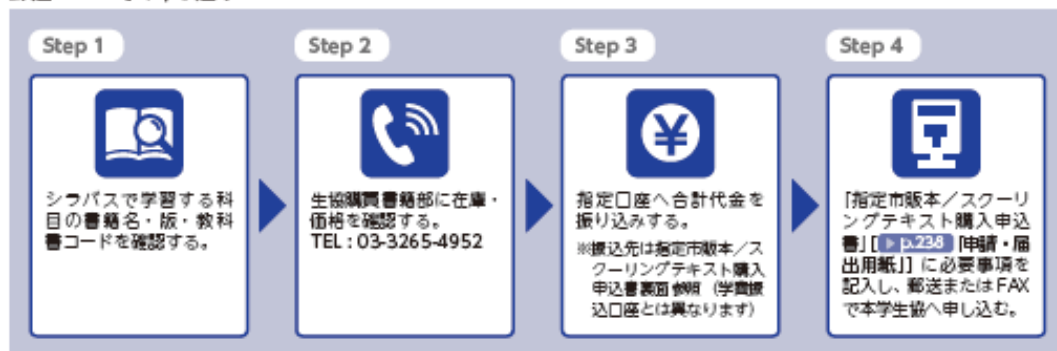 Step 1
シラバスで学習する科
目の書籍名・版・教科
書コードを確認する。
Step 2
生協購買書籍部に在庫・
価格を確認する。
TEL：03-3265-4952
Step 3
指定口座へ合計代金を
振り込みする。
※振込先は指定市販本／ス
クーリングテキスト購入
申込書裏面参照（学費振
込口座とは異なります）
Step 4
「指定市販本／スクーリ
ングテキスト購入申込
書」[▶p.238「申請・届
出用紙」]に必要事項を
記入し、郵送またはFAX
で本学生協へ申し込む。